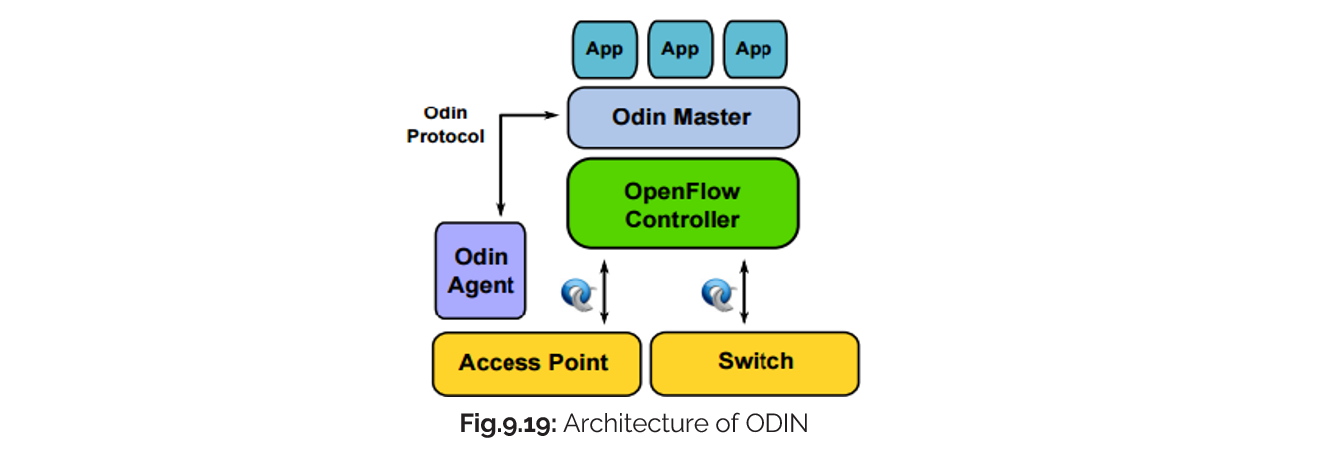 App App App
Odin Master
Odin
Protocol
OpenFlow
Controller
Odin
Agent
Access Point
Switch
Fig.9.19: Architecture of ODIN